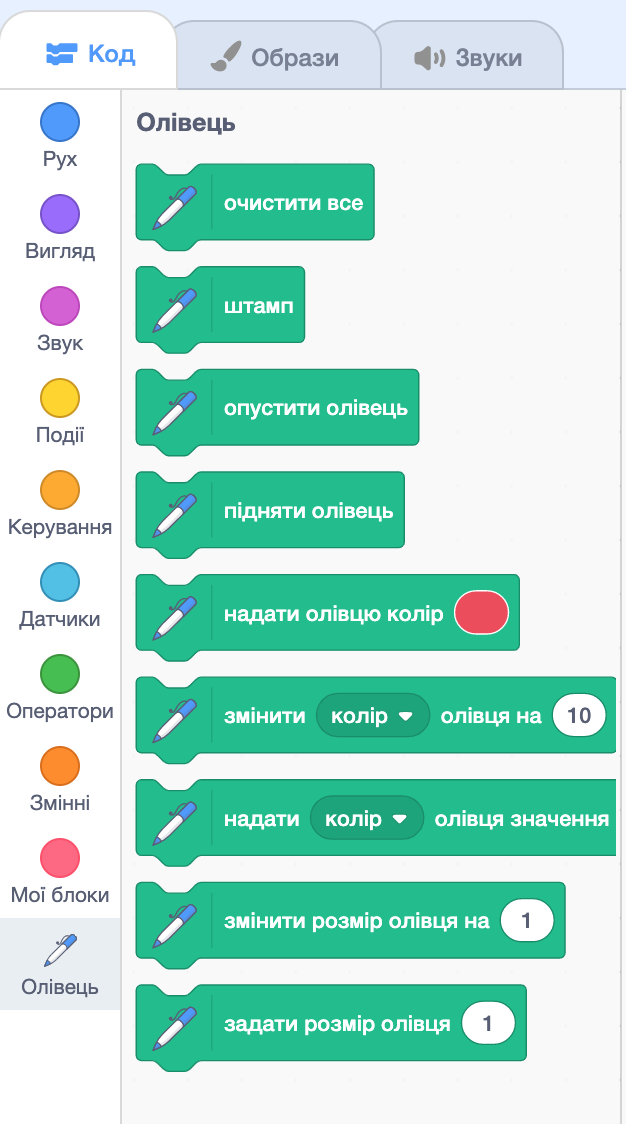 Код
Образи
Звуки
Рух
Вигляд
Звук
Події
Керування
Датчики
Оператори
Змінні
Мої блоки
Олівець
Олівець
очистити все
штамп
опустити олівець
підняти олівець
надати олівцю колір
змінити колір олівця на 10
надати колір олівця значення
змінити розмір олівця на 1
задати розмір олівця 1